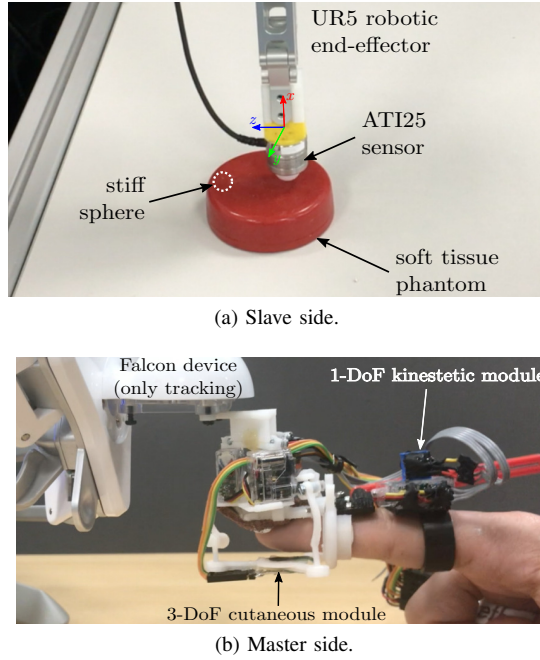 UR5 robotic
end-effector
x
z
ATI25
sensor
stiff
sphere
soft tissue
phantom
(a) Slave side.
Falcon device
(only tracking)
1-DoF kinestetic module
3-DoF cutaneous module
(b) Master side.